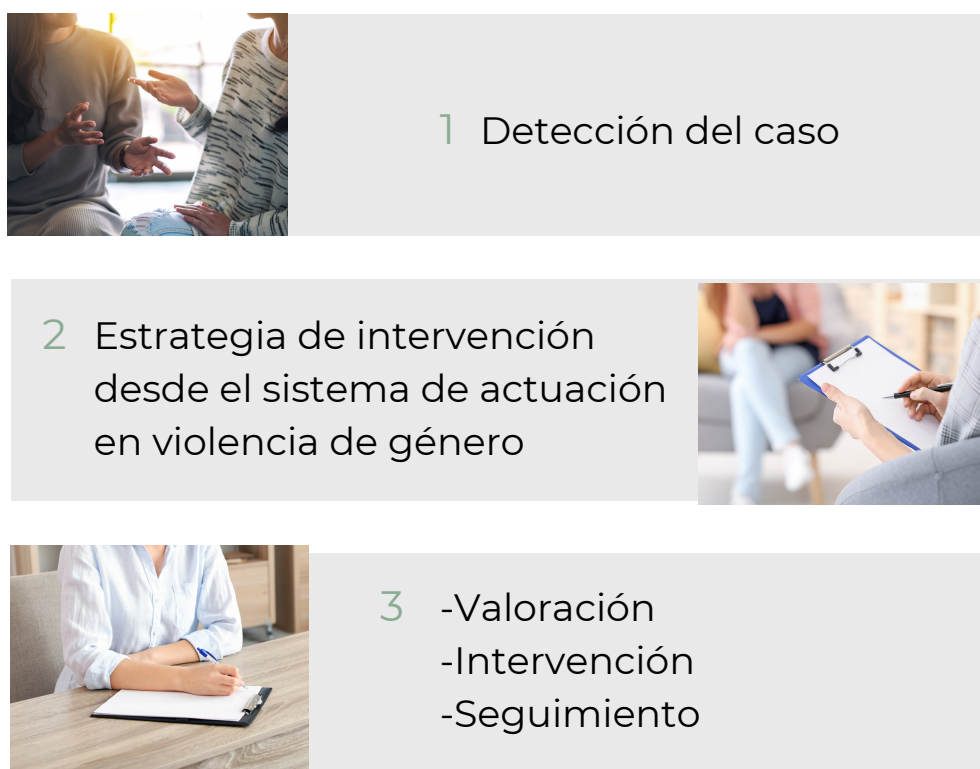 1 Detección del caso
2 Estrategia de intervención
desde el sistema de actuación
en violencia de género
3 -Valoración
-Intervención
-Seguimiento